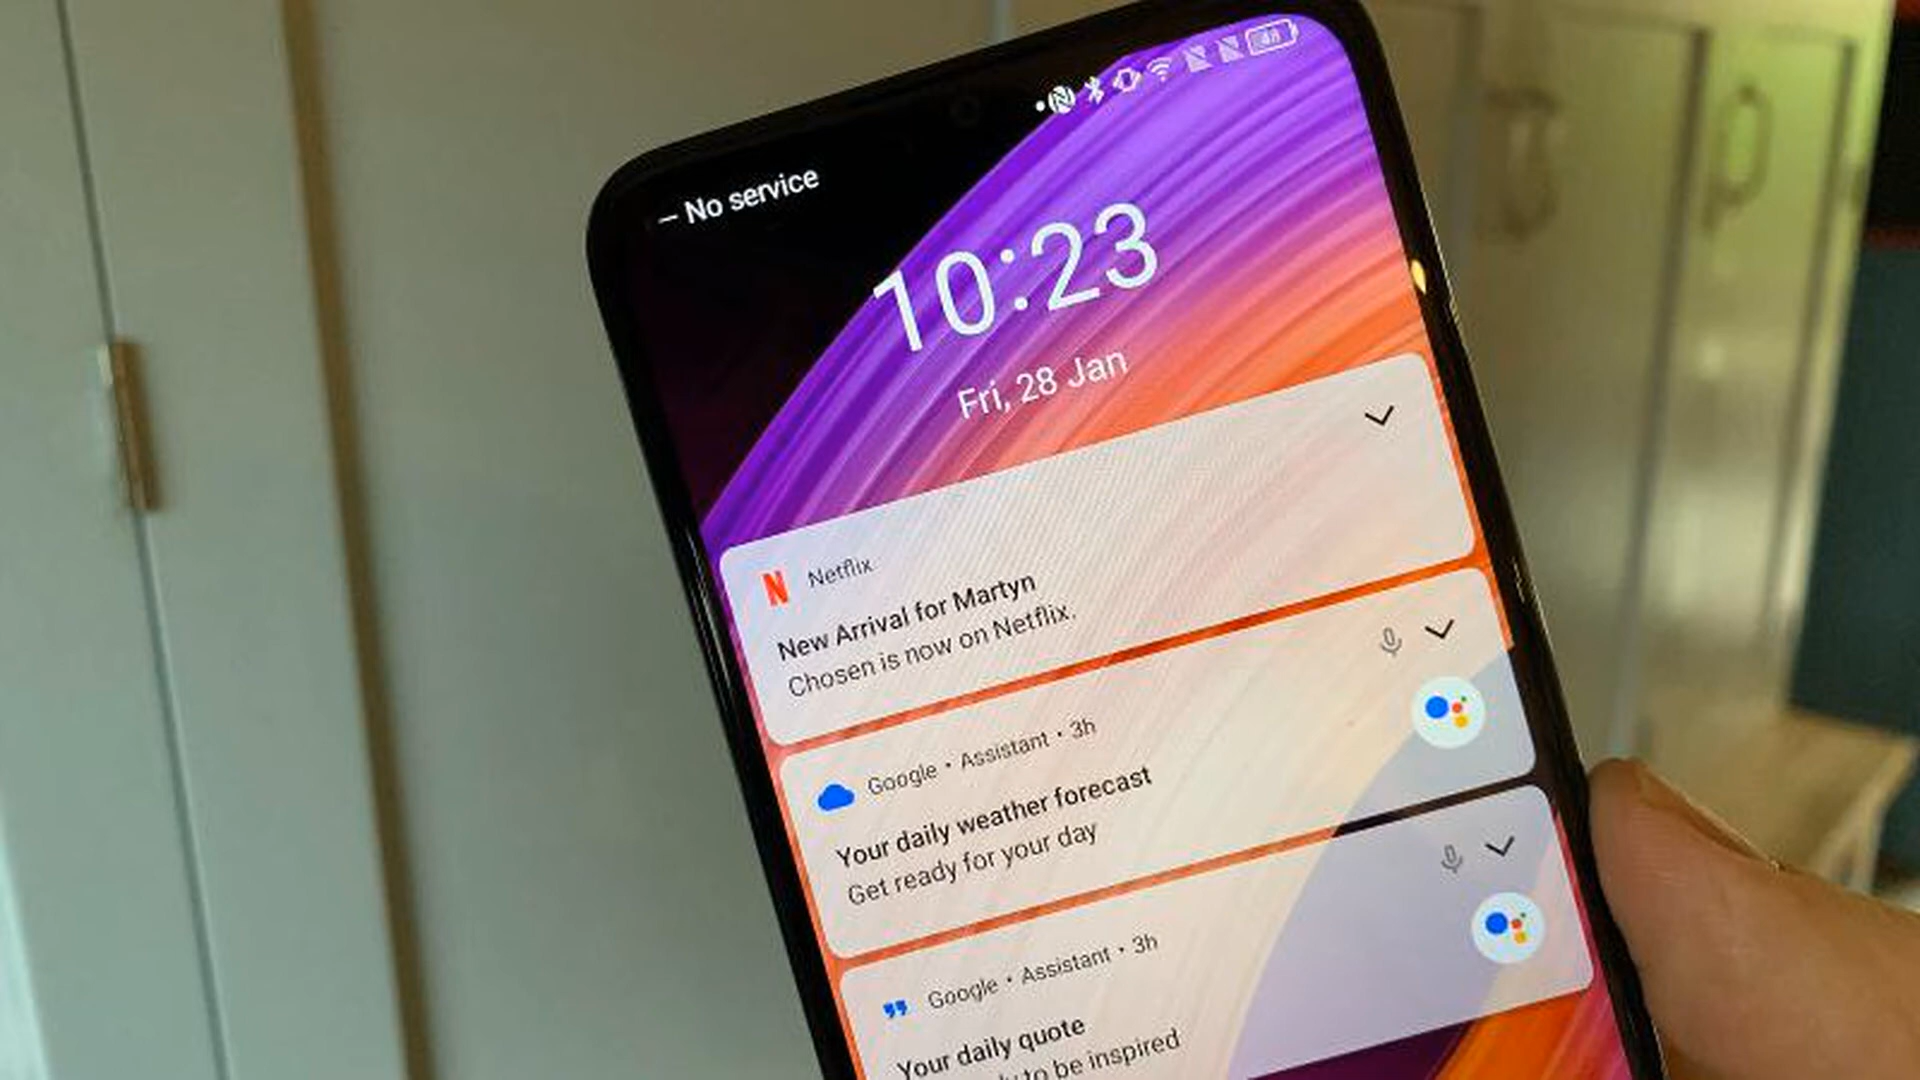 48
– No service
10:23
Fri, 28 Jan
Netflix
New Arrival for Martyn
Chosen is now on Netflix.
Google • Assistant • 3h
Your daily weather forecast
Get ready for your day
Google • Assistant • 3h
Your daily quote
to be inspired